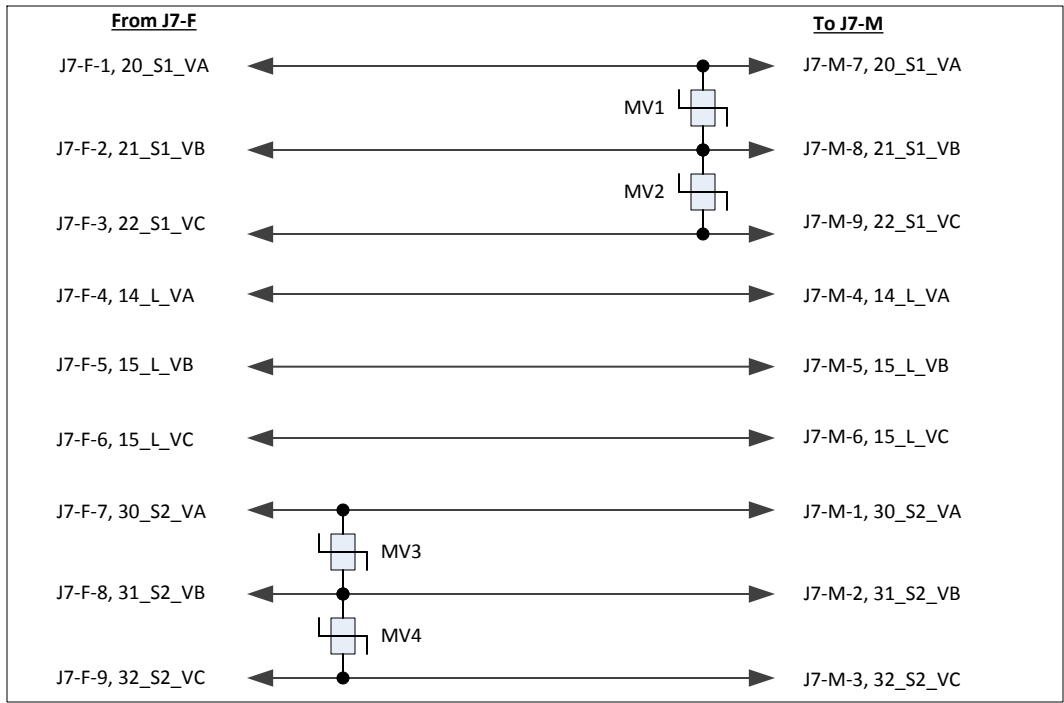 From J7-F
To J7-M
J7-F-1, 20_S1_VA
J7-M-7, 20_S1_VA
MV1
J7-F-2, 21_S1_VB
J7-M-8, 21_S1_VB
MV2
J7-F-3, 22_S1_VC
J7-M-9, 22_S1_VC
J7-F-4, 14_L_VA
J7-M-4, 14_L_VA
J7-F-5, 15_L_VB
J7-M-5, 15_L_VB
J7-F-6, 15_L_VC
J7-M-6, 15_L_VC
J7-F-7, 30_S2_VA
J7-M-1, 30_S2_VA
MV3
J7-F-8, 31_S2_VB
J7-M-2, 31_S2_VB
MV4
J7-F-9, 32_S2_VC
J7-M-3, 32_S2_VC